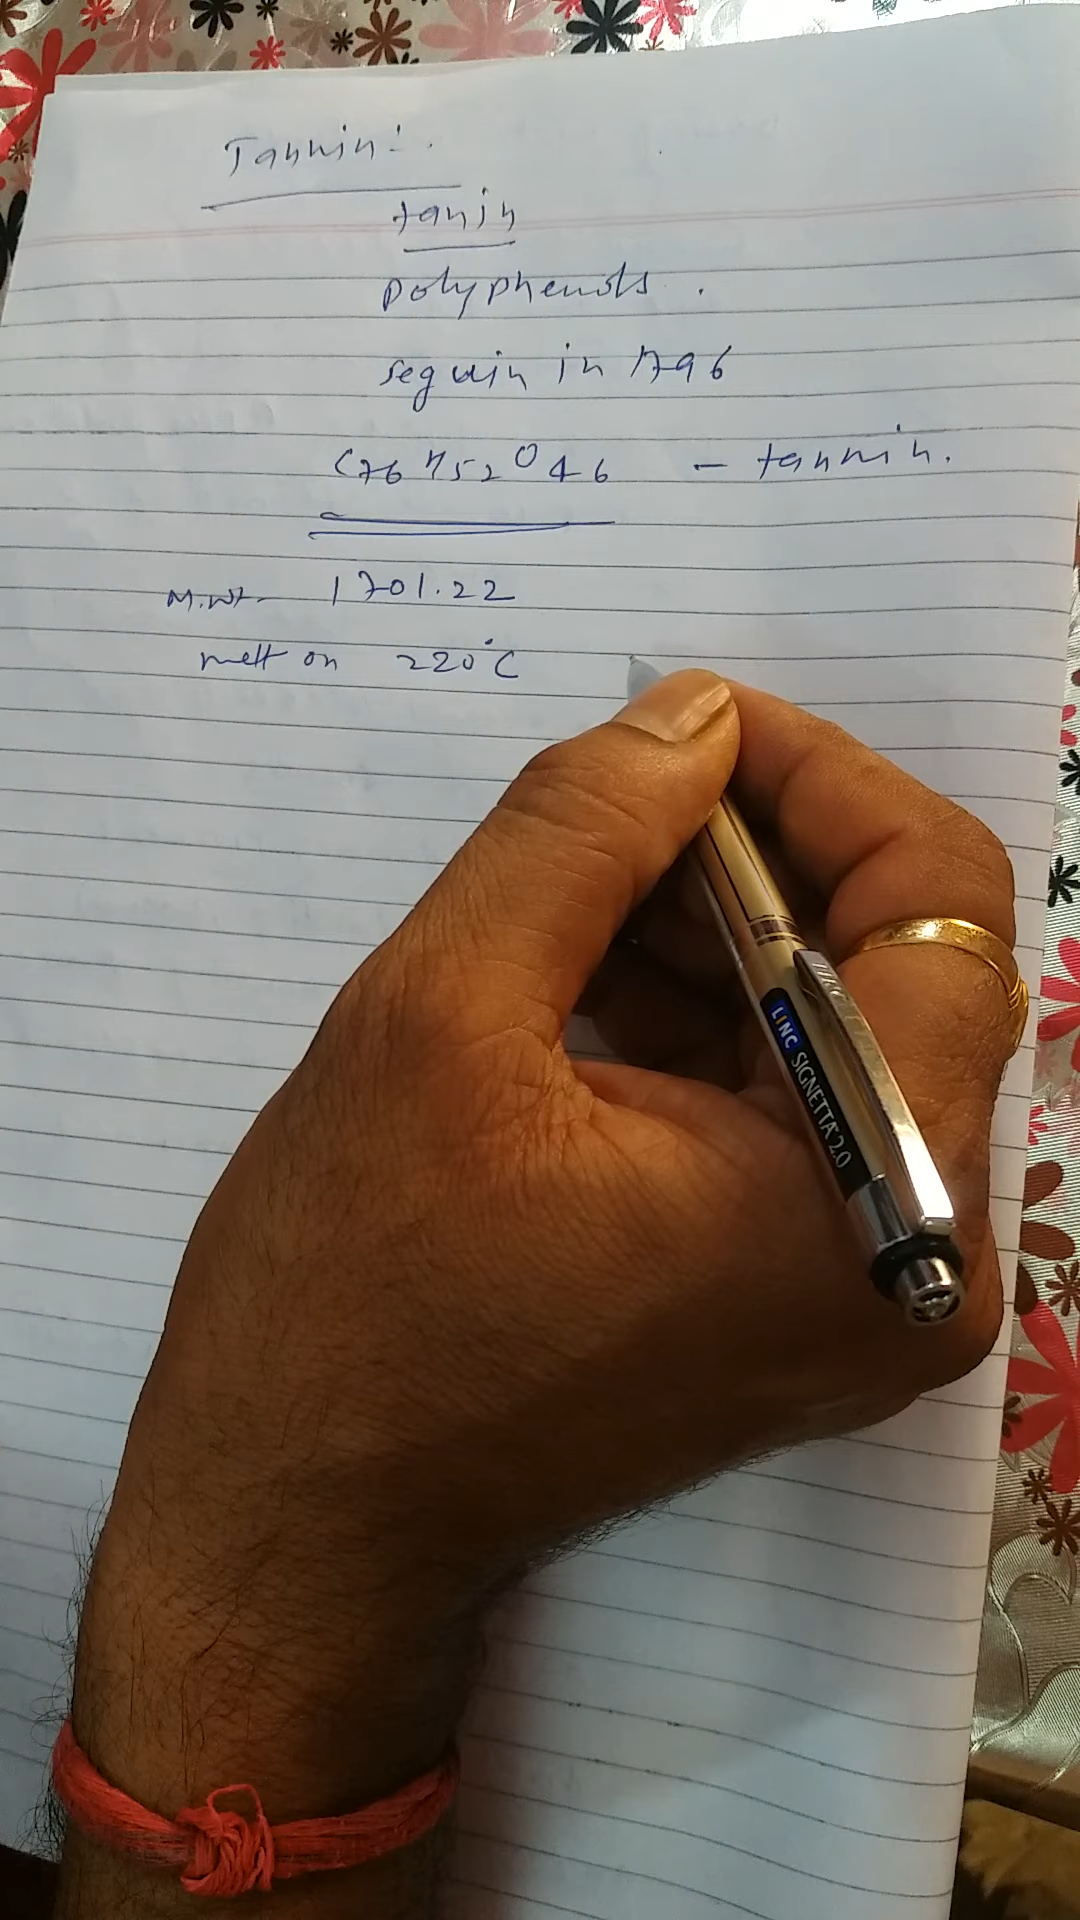 Tannin:-
tanin
polyphenols.
seguin in 1796
C76H52O46 - tannin.
M.wt- 1701.22
melt on 220°C
LINC SIGNETTA 2.0